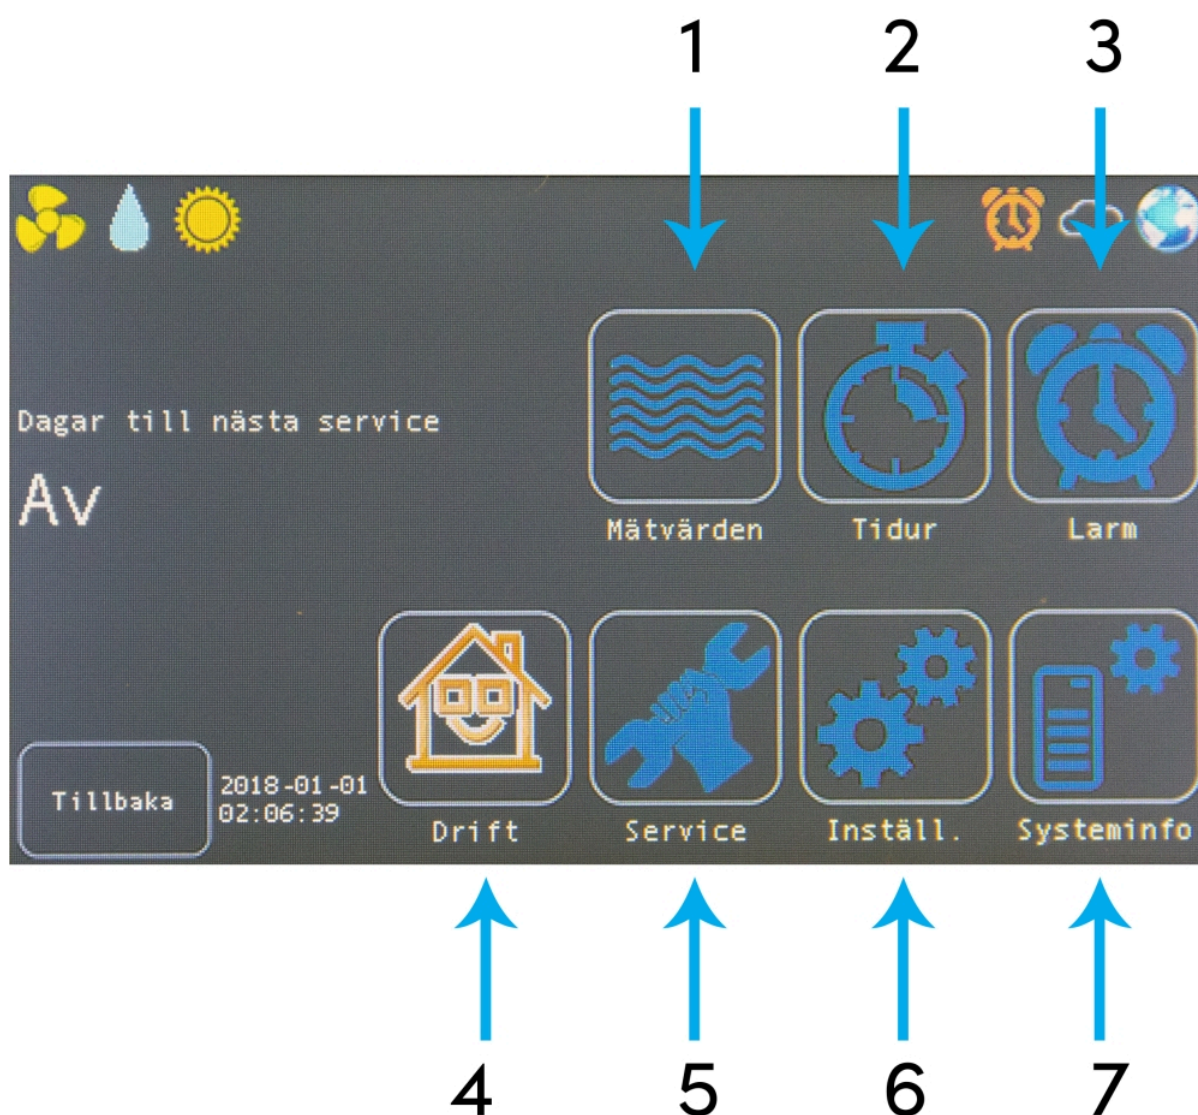 1 2 3
Dagar till nästa service
Av
Mätvärden Tidur Larm
Tillbaka
2018-01-01
02:06:39
Drift Service Inställ. Systeminfo
4 5 6 7